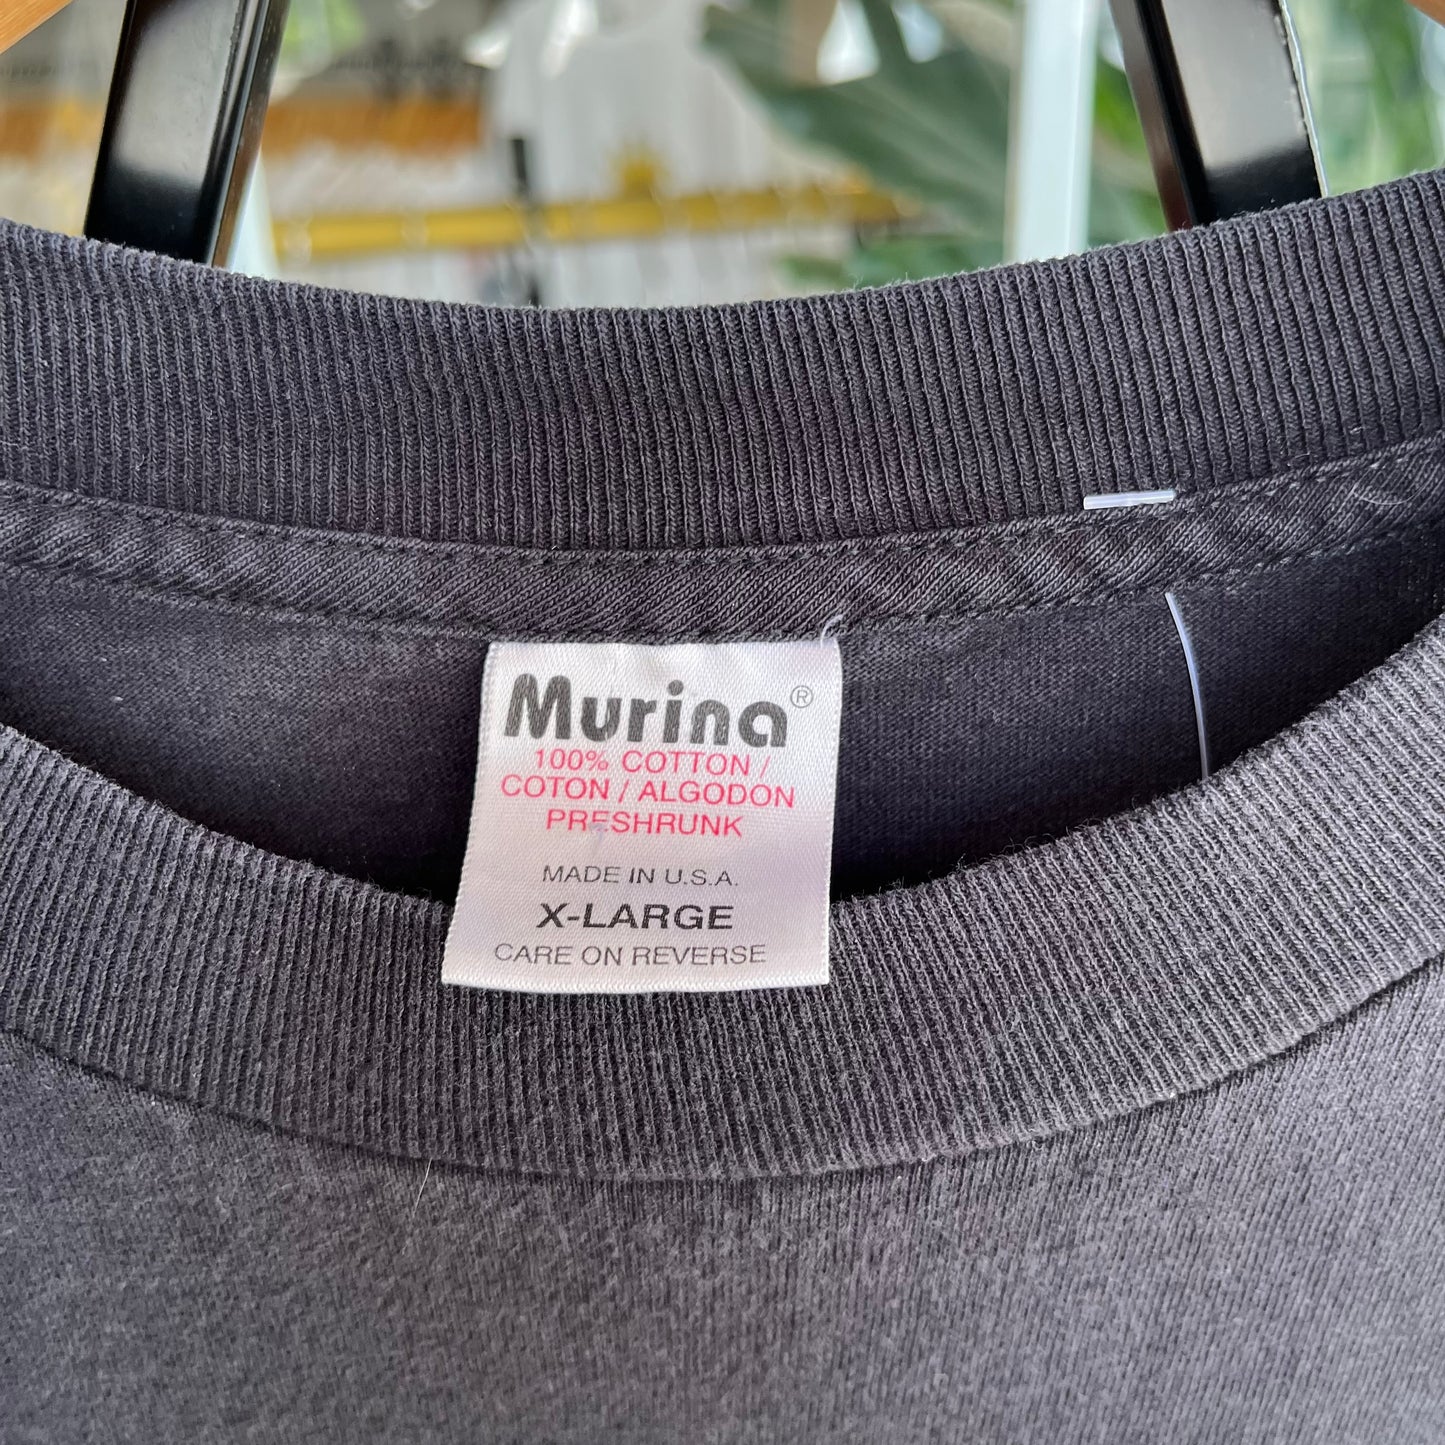 Murina®
100% COTTON /
COTON / ALGODON
PRESHRUNK
MADE IN U.S.A.
X-LARGE
CARE ON REVERSE